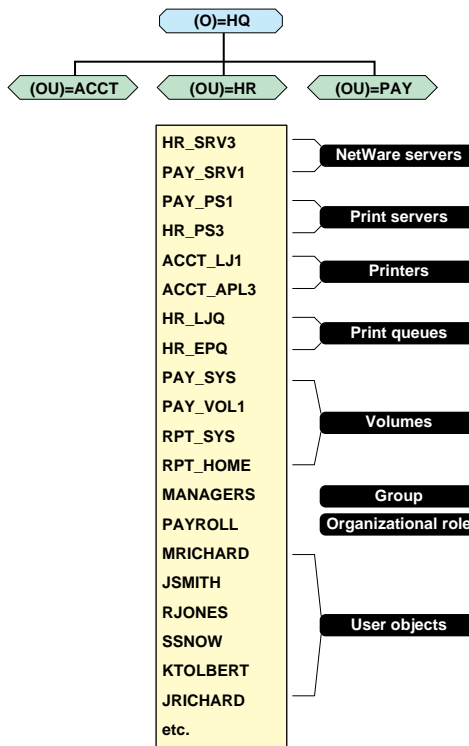 (O)=HQ
(OU)=ACCT
(OU)=HR
(OU)=PAY
HR_SRV3
PAY_SRV1
NetWare servers
PAY_PS1
HR_PS3
Print servers
ACCT_LJ1
ACCT_APL3
Printers
HR_LJQ
HR_EPQ
Print queues
PAY_SYS
PAY_VOL1
RPT_SYS
RPT_HOME
Volumes
MANAGERS
Group
PAYROLL
Organizational role
MRICHARD
JSMITH
RJONES
SSNOW
KTOLBERT
JRICHARD
User objects
etc.